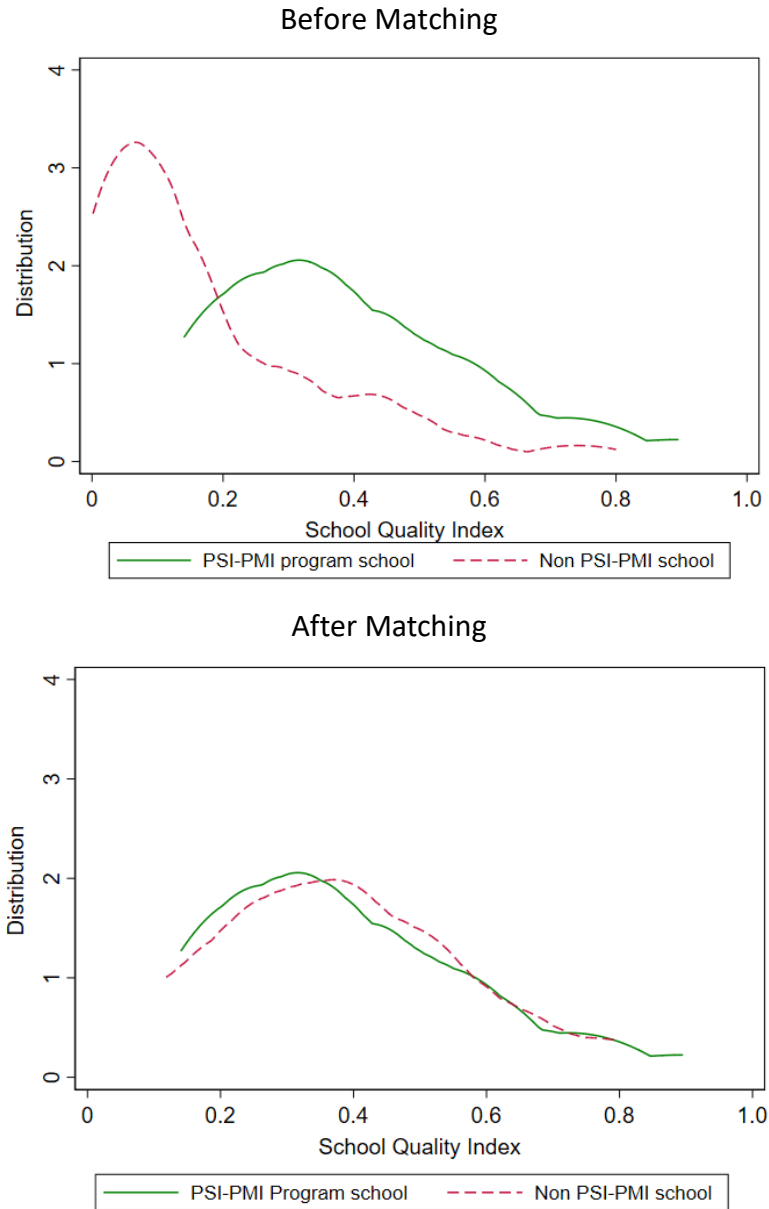 Before Matching
4
3
2
1
0
Distribution
0 0.2 0.4 0.6 0.8 1.0
School Quality Index
PSI-PMI program school Non PSI-PMI school
After Matching
4
3
2
1
0
Distribution
0 0.2 0.4 0.6 0.8 1.0
School Quality Index
PSI-PMI Program school Non PSI-PMI school